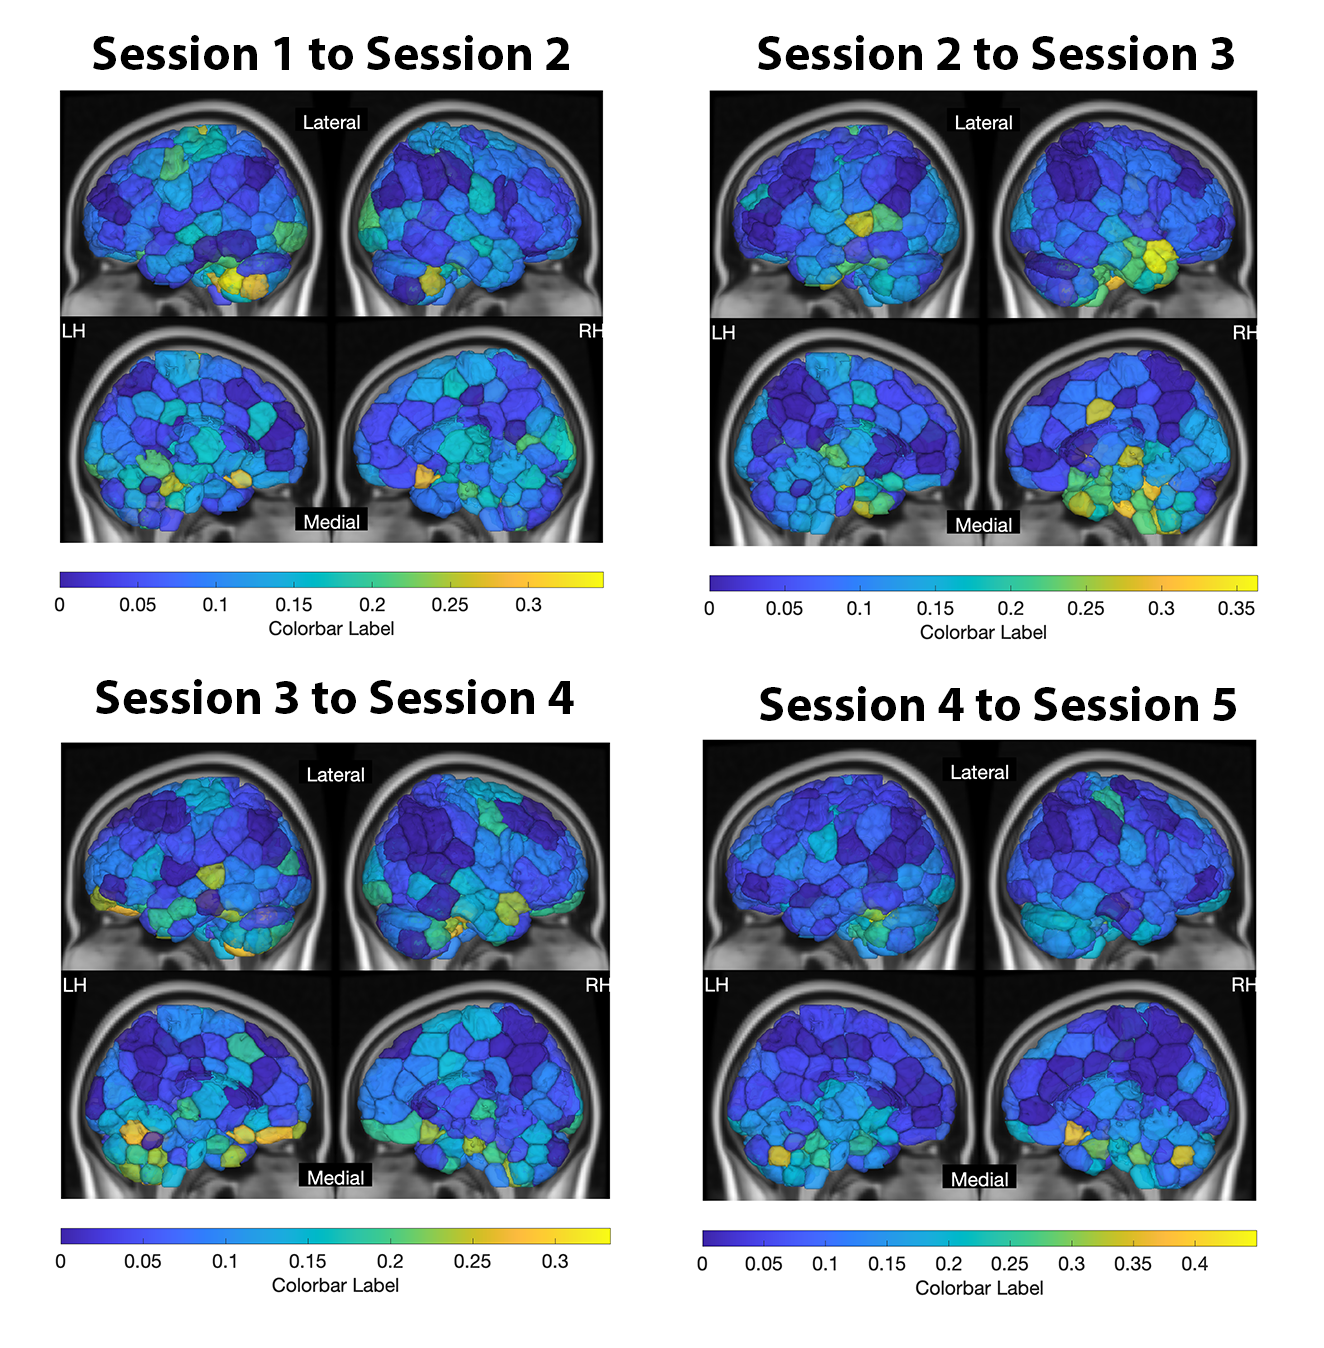 Session 1 to Session 2
Lateral
LH
RH
Medial
0 0.05 0.1 0.15 0.2 0.25 0.3
Colorbar Label
Session 2 to Session 3
Lateral
LH
RH
Medial
0 0.05 0.1 0.15 0.2 0.25 0.3 0.35
Colorbar Label
Session 3 to Session 4
Lateral
LH
RH
Medial
0 0.05 0.1 0.15 0.2 0.25 0.3
Colorbar Label
Session 4 to Session 5
Lateral
LH
RH
Medial
0 0.05 0.1 0.15 0.2 0.25 0.3 0.35 0.4
Colorbar Label